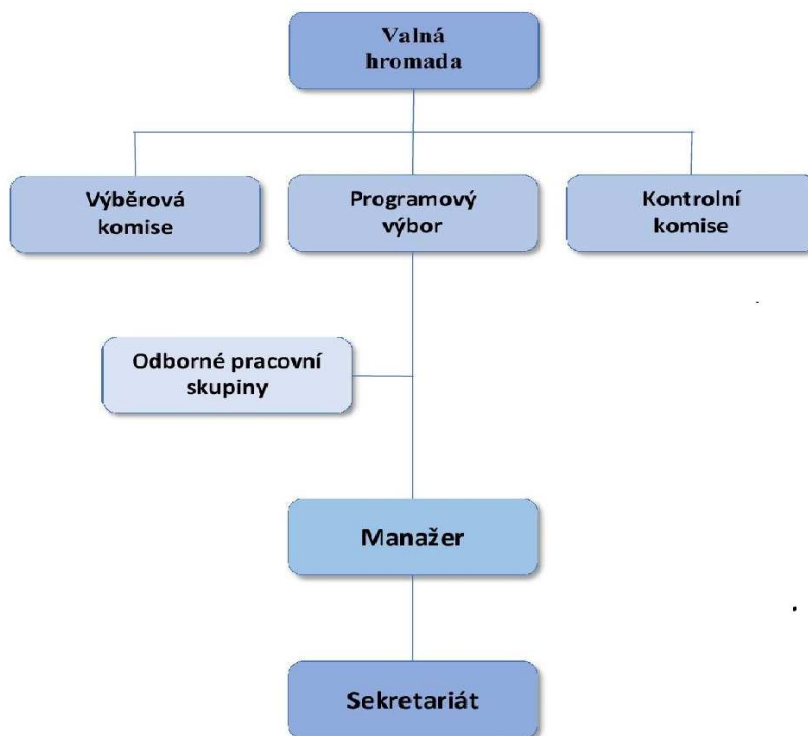 Valná
hromada
Výběrová
komise
Programový
výbor
Kontrolní
komise
Odborné pracovní
skupiny
Manažer
Sekretariát